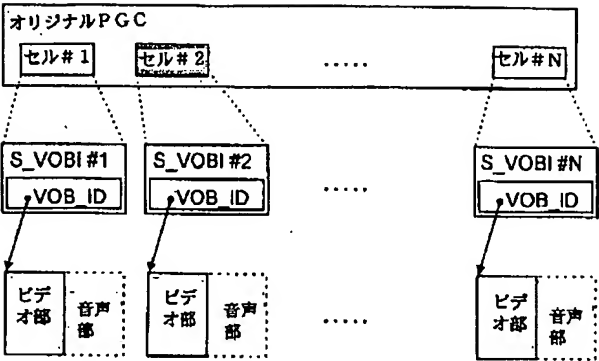 オリジナルPGC
セル#1
セル#2
.....
セル#N
S_VOBI #1
S_VOBI #2
S_VOBI #N
VOB_ID
VOB_ID
.....
VOB_ID
ビデオ部
音声部
ビデオ部
音声部
.....
ビデオ部
音声部